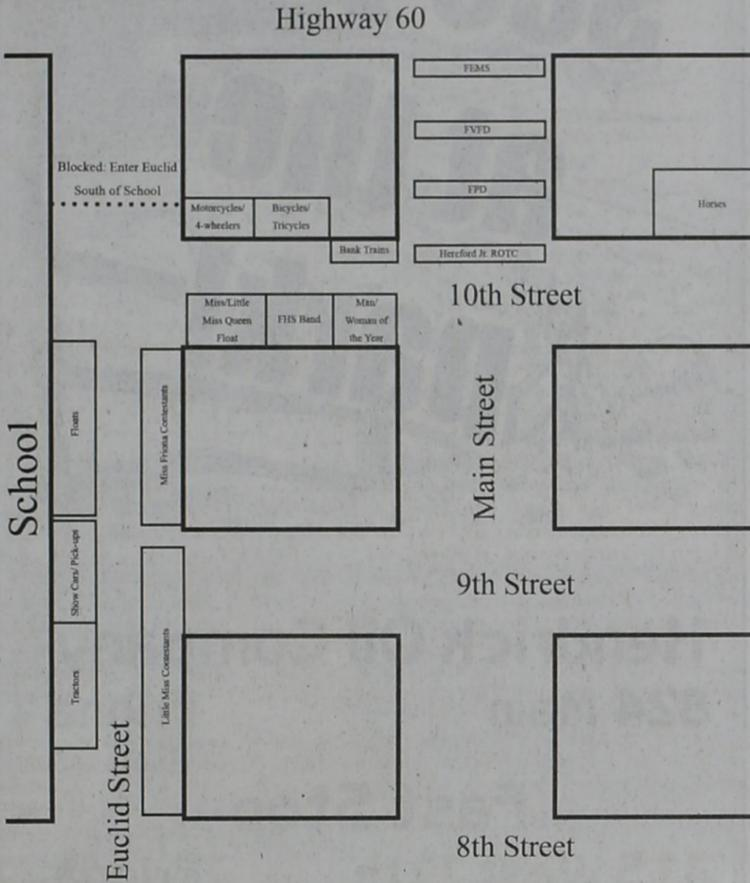 Highway 60
FEMS
FVFD
FPD
Hereford Jr. ROTC
Blocked: Enter Euclid
South of School
Motorcycles/
4-wheelers
Bicycles/
Tricycles
Bank Trains
Horses
10th Street
Miss/Little
Miss Queen
Float
FHS Band
Man/
Woman of
the Year
School
Floats
Miss Friona Contestants
Main Street
Show Cars/ Pick-ups
Tractors
Little Miss Contestants
9th Street
Euclid Street
8th Street